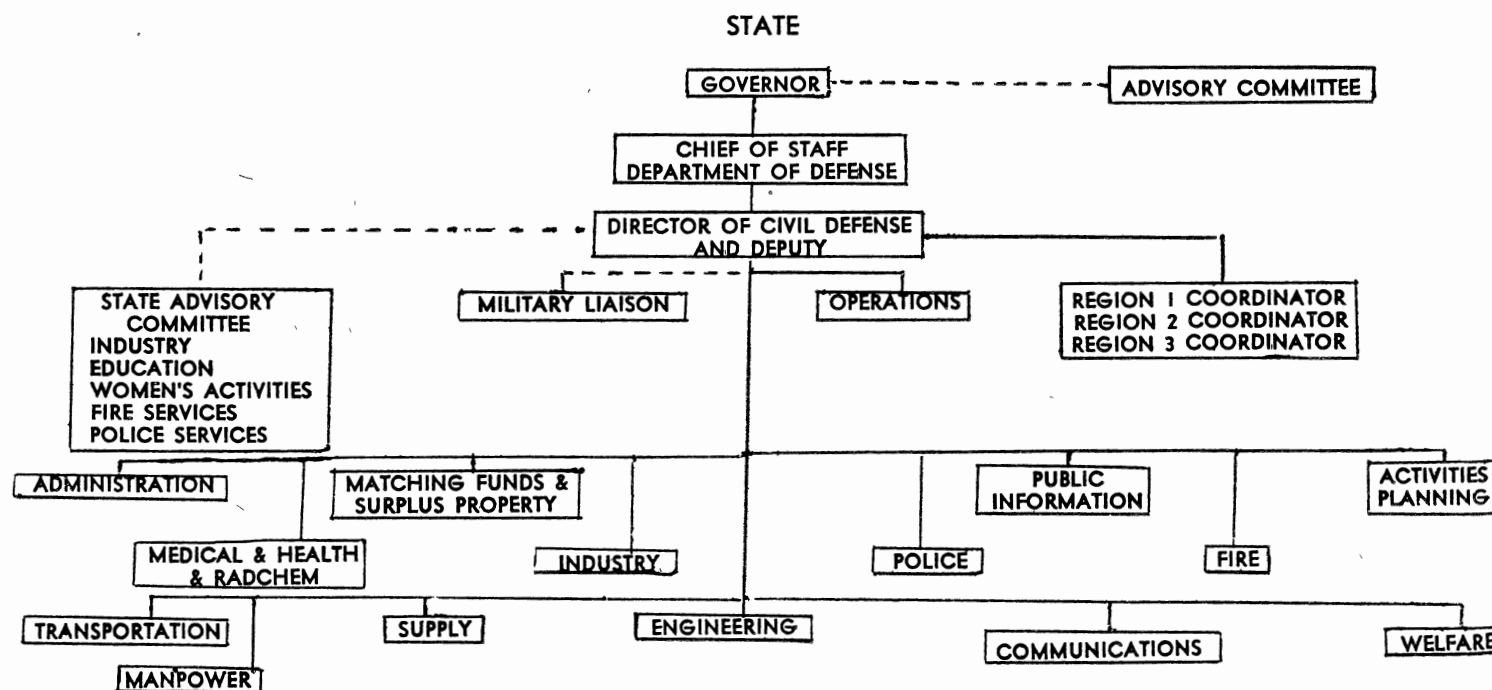 STATE
GOVERNOR
ADVISORY COMMITTEE
CHIEF OF STAFF
DEPARTMENT OF DEFENSE
DIRECTOR OF CIVIL DEFENSE
AND DEPUTY
STATE ADVISORY
COMMITTEE
INDUSTRY
EDUCATION
WOMEN'S ACTIVITIES
FIRE SERVICES
POLICE SERVICES
MILITARY LIAISON
OPERATIONS
REGION 1 COORDINATOR
REGION 2 COORDINATOR
REGION 3 COORDINATOR
ADMINISTRATION
MATCHING FUNDS &
SURPLUS PROPERTY
PUBLIC
INFORMATION
ACTIVITIES
PLANNING
MEDICAL & HEALTH
& RADCHEM
INDUSTRY
POLICE
FIRE
TRANSPORTATION
SUPPLY
ENGINEERING
COMMUNICATIONS
WELFARE
MANPOWER